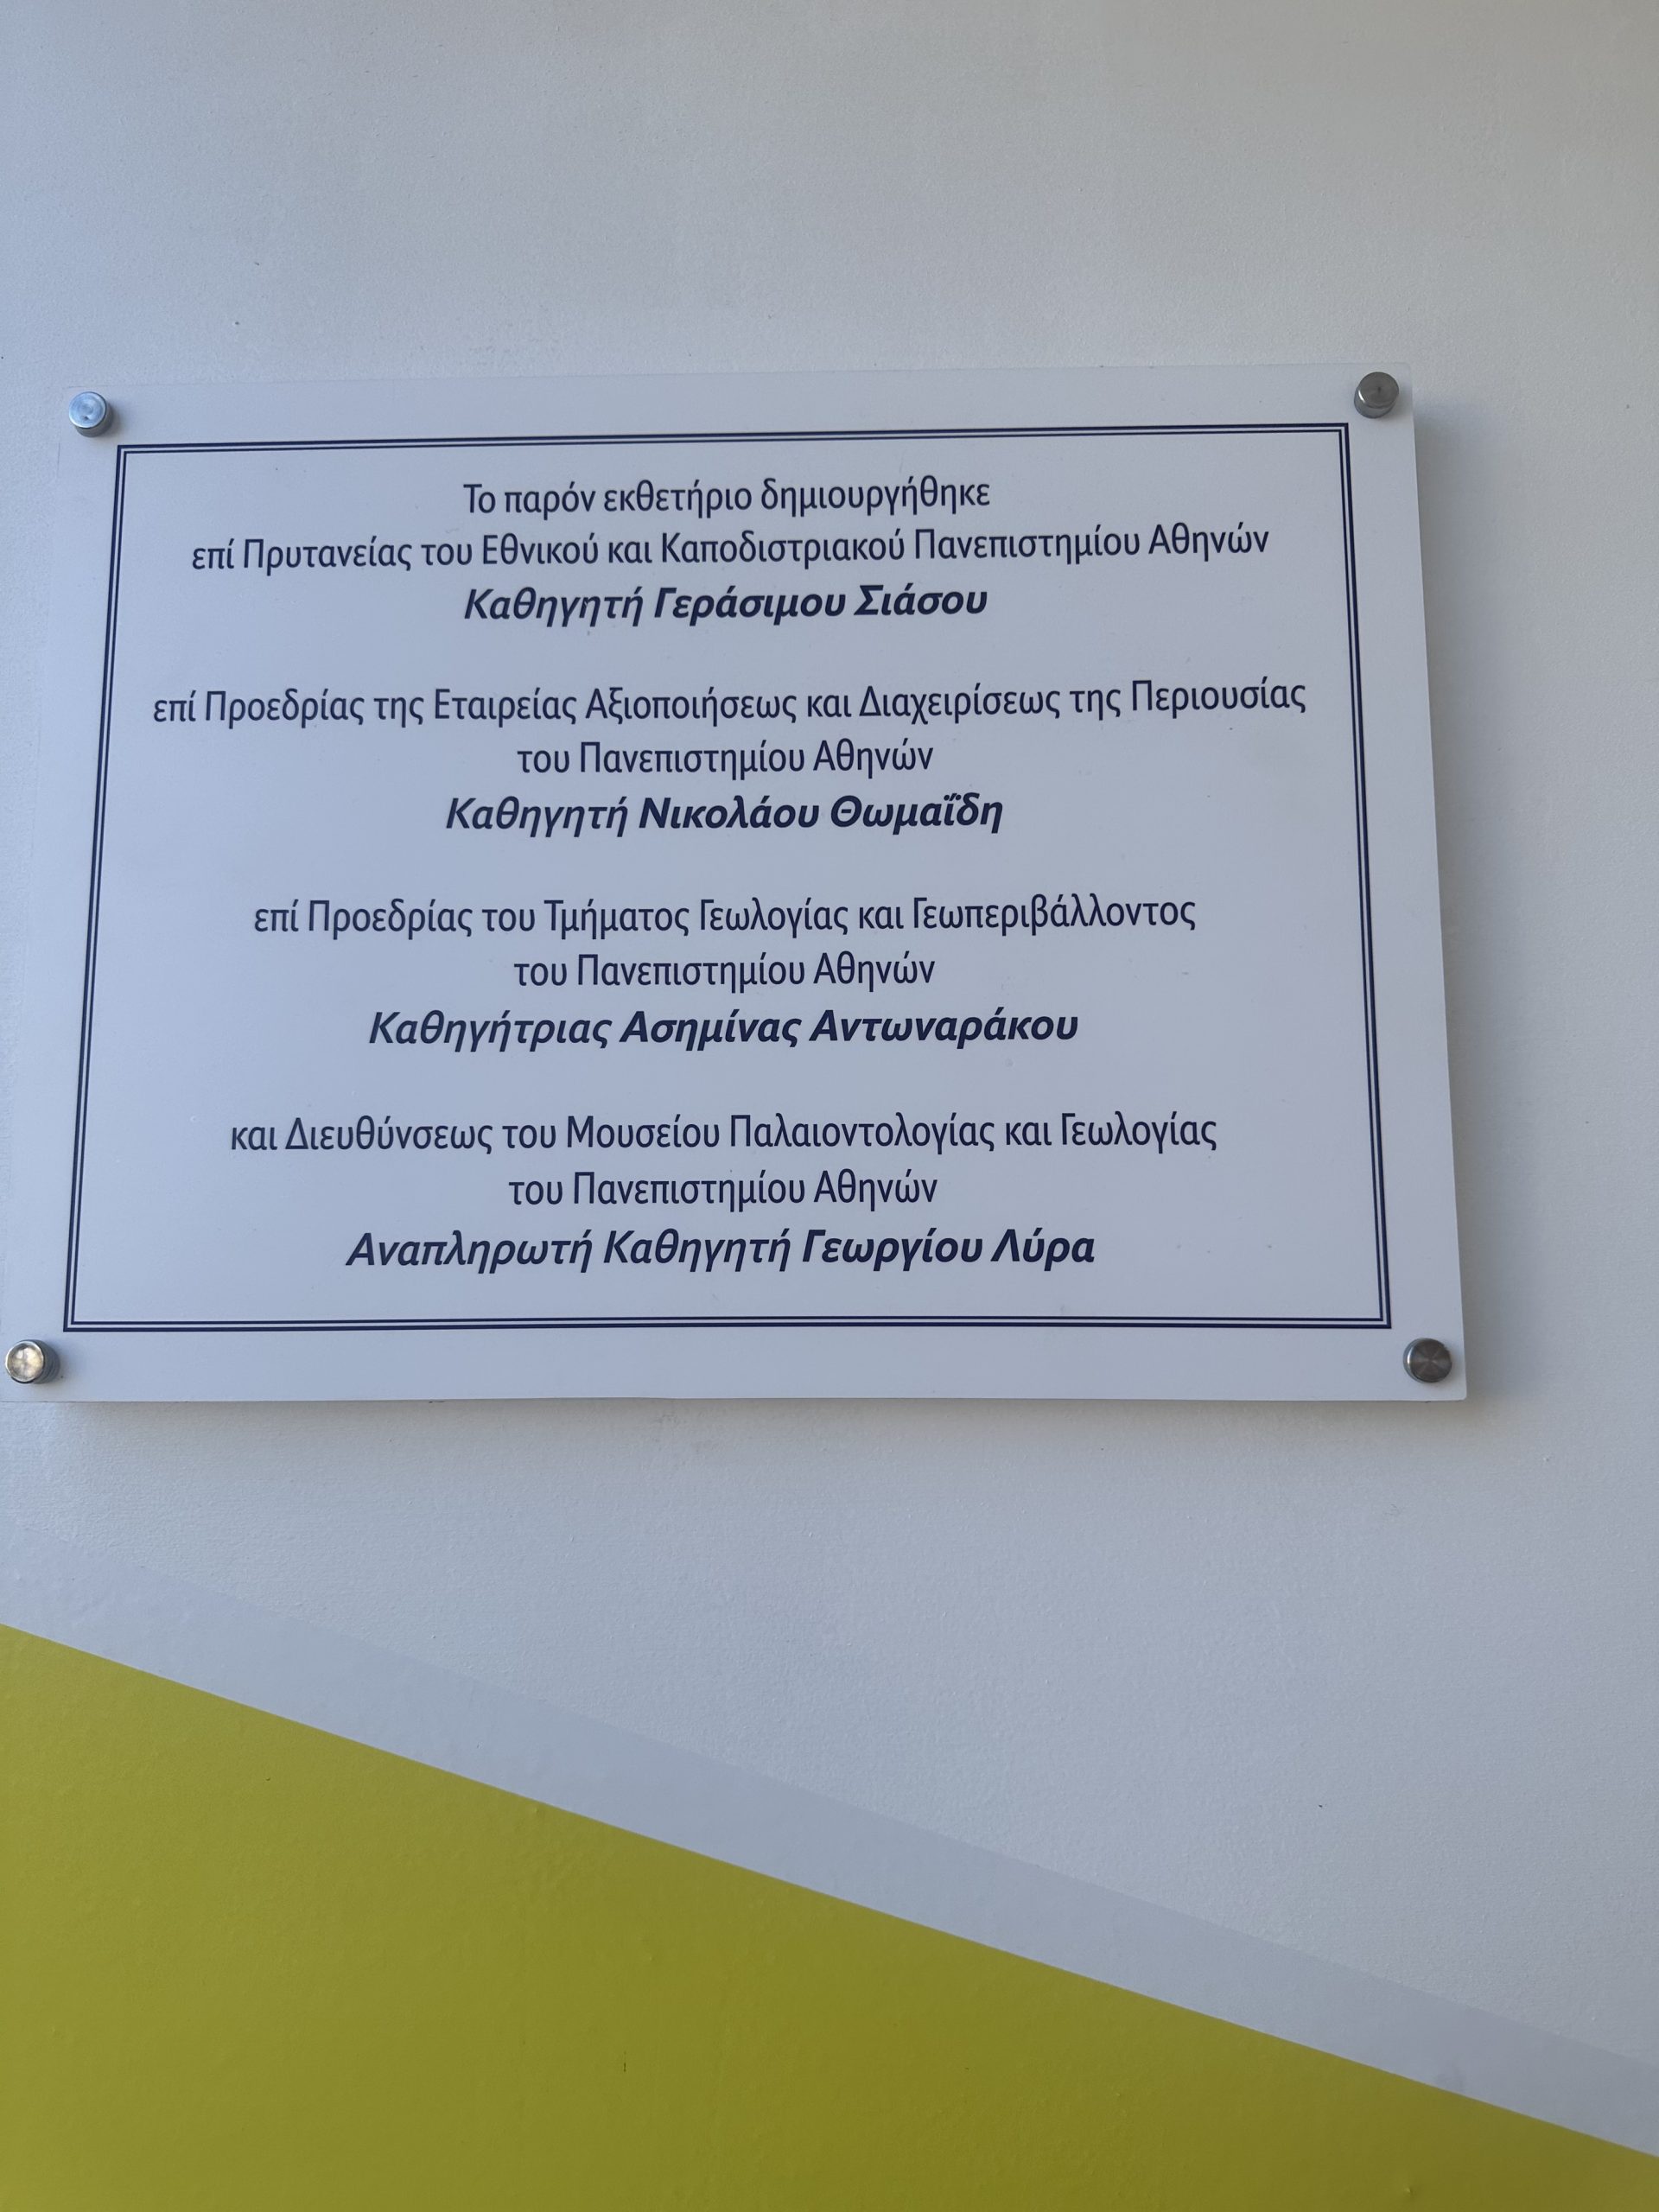 Το παρόν εκθετήριο δημιουργήθηκε
επί Πρυτανείας του Εθνικού και Καποδιστριακού Πανεπιστημίου Αθηνών
Καθηγητή Γεράσιμου Σιάσου
επί Προεδρίας της Εταιρείας Αξιοποιήσεως και Διαχειρίσεως της Περιουσίας
του Πανεπιστημίου Αθηνών
Καθηγητή Νικολάου Θωμαΐδη
επί Προεδρίας του Τμήματος Γεωλογίας και Γεωπεριβάλλοντος
του Πανεπιστημίου Αθηνών
Καθηγήτριας Ασημίνας Αντωναράκου
και Διευθύνσεως του Μουσείου Παλαιοντολογίας και Γεωλογίας
του Πανεπιστημίου Αθηνών
Αναπληρωτή Καθηγητή Γεωργίου Λύρα